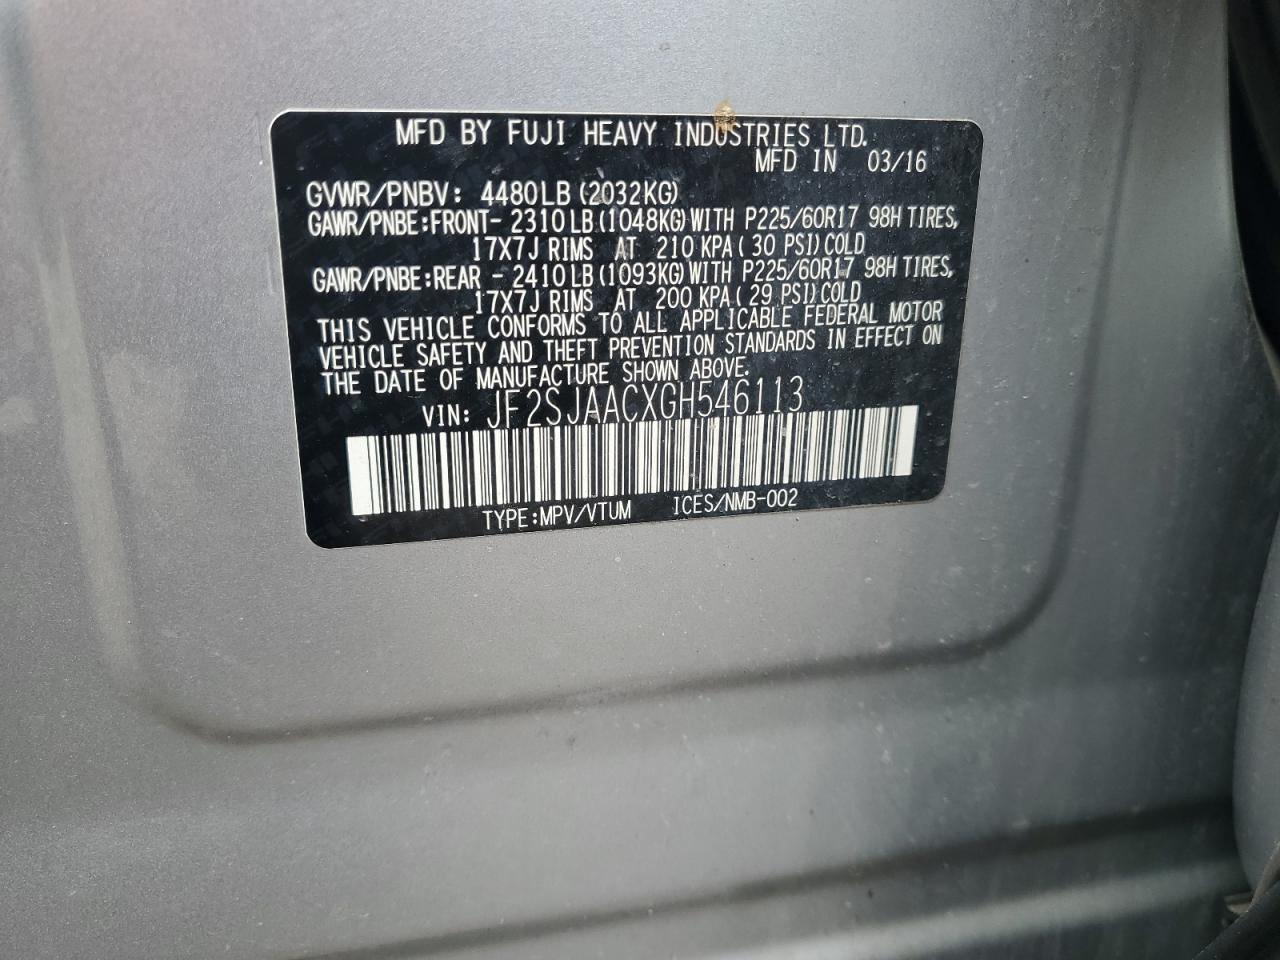 MFD BY FUJI HEAVY INDUSTRIES LTD.
MFD IN 03/16
GVWR/PNBV: 4480LB (2032KG)
GAWR/PNBE:FRONT- 2310 LB (1048KG) WITH P225/60R17 98H TIRES,
17X7J RIMS AT 210 KPA ( 30 PSI) COLD
GAWR/PNBE:REAR - 2410 LB (1093KG) WITH P225/60R17 98H TIRES,
17X7J RIMS AT 200 KPA ( 29 PSI) COLD
THIS VEHICLE CONFORMS TO ALL APPLICABLE FEDERAL MOTOR
VEHICLE SAFETY AND THEFT PREVENTION STANDARDS IN EFFECT ON
THE DATE OF MANUFACTURE SHOWN ABOVE.
VIN: JF2SJAACXGH546113
TYPE:MPV/VTUM ICES/NMB-002